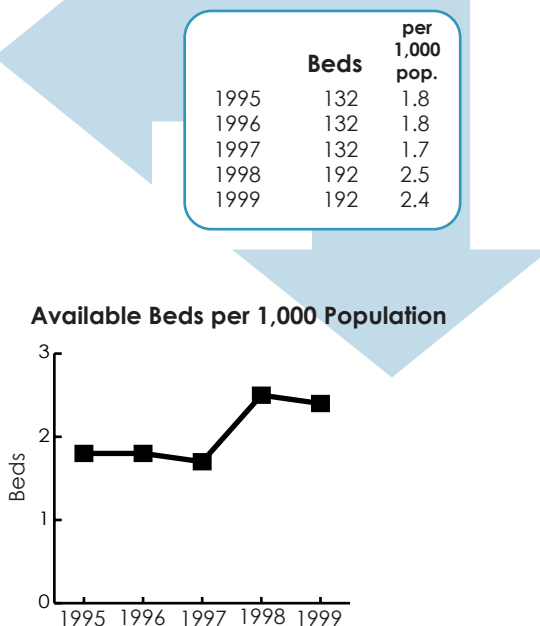 per
1,000
Beds pop.
1995 132 1.8
1996 132 1.8
1997 132 1.7
1998 192 2.5
1999 192 2.4
Available Beds per 1,000 Population
3
2
1
0
Beds
1995 1996 1997 1998 1999